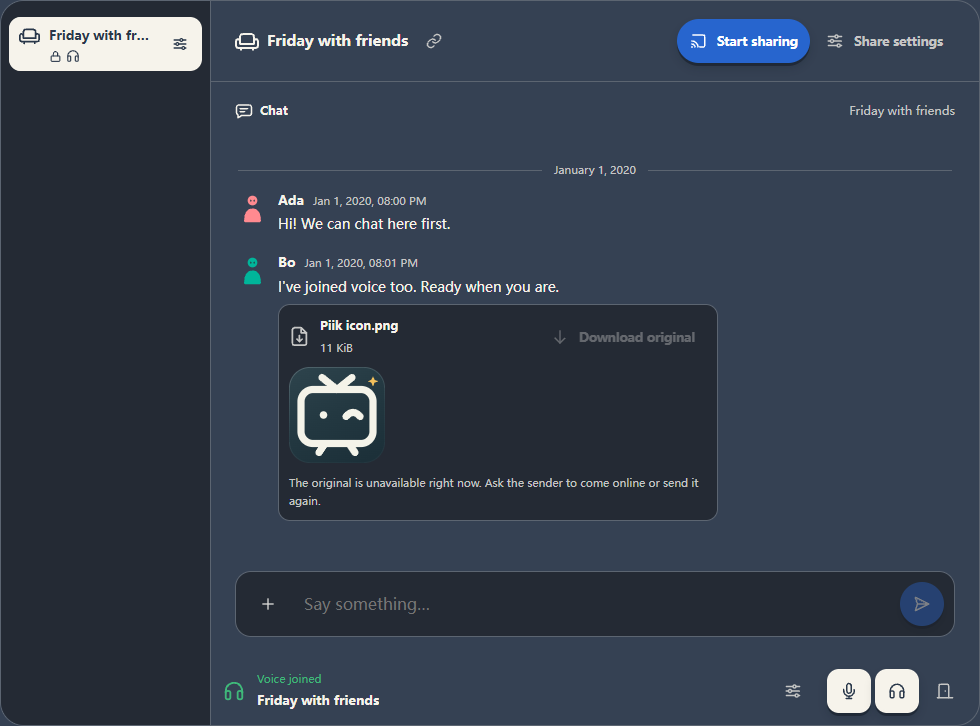 Friday with fr...
Friday with friends
Start sharing
Share settings
Chat
Friday with friends
January 1, 2020
Ada Jan 1, 2020, 08:00 PM
Hi! We can chat here first.
Bo Jan 1, 2020, 08:01 PM
I've joined voice too. Ready when you are.
Piik icon.png
11 KiB
Download original
The original is unavailable right now. Ask the sender to come online or send it
again.
Say something...
Voice joined
Friday with friends